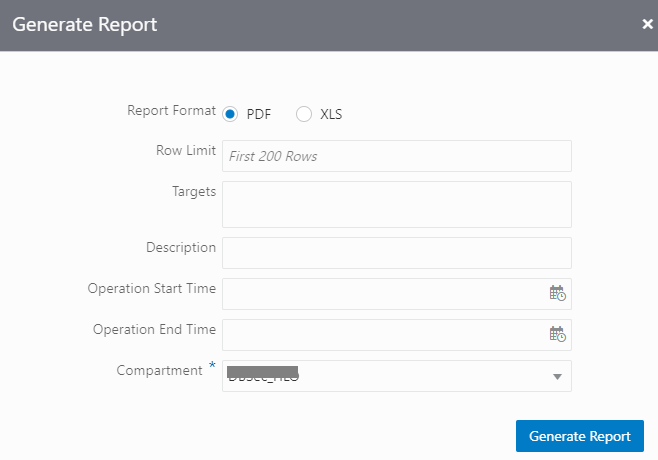 Generate Report
Report Format PDF XLS
Row Limit First 200 Rows
Targets
Description
Operation Start Time
Operation End Time
Compartment *
Generate Report